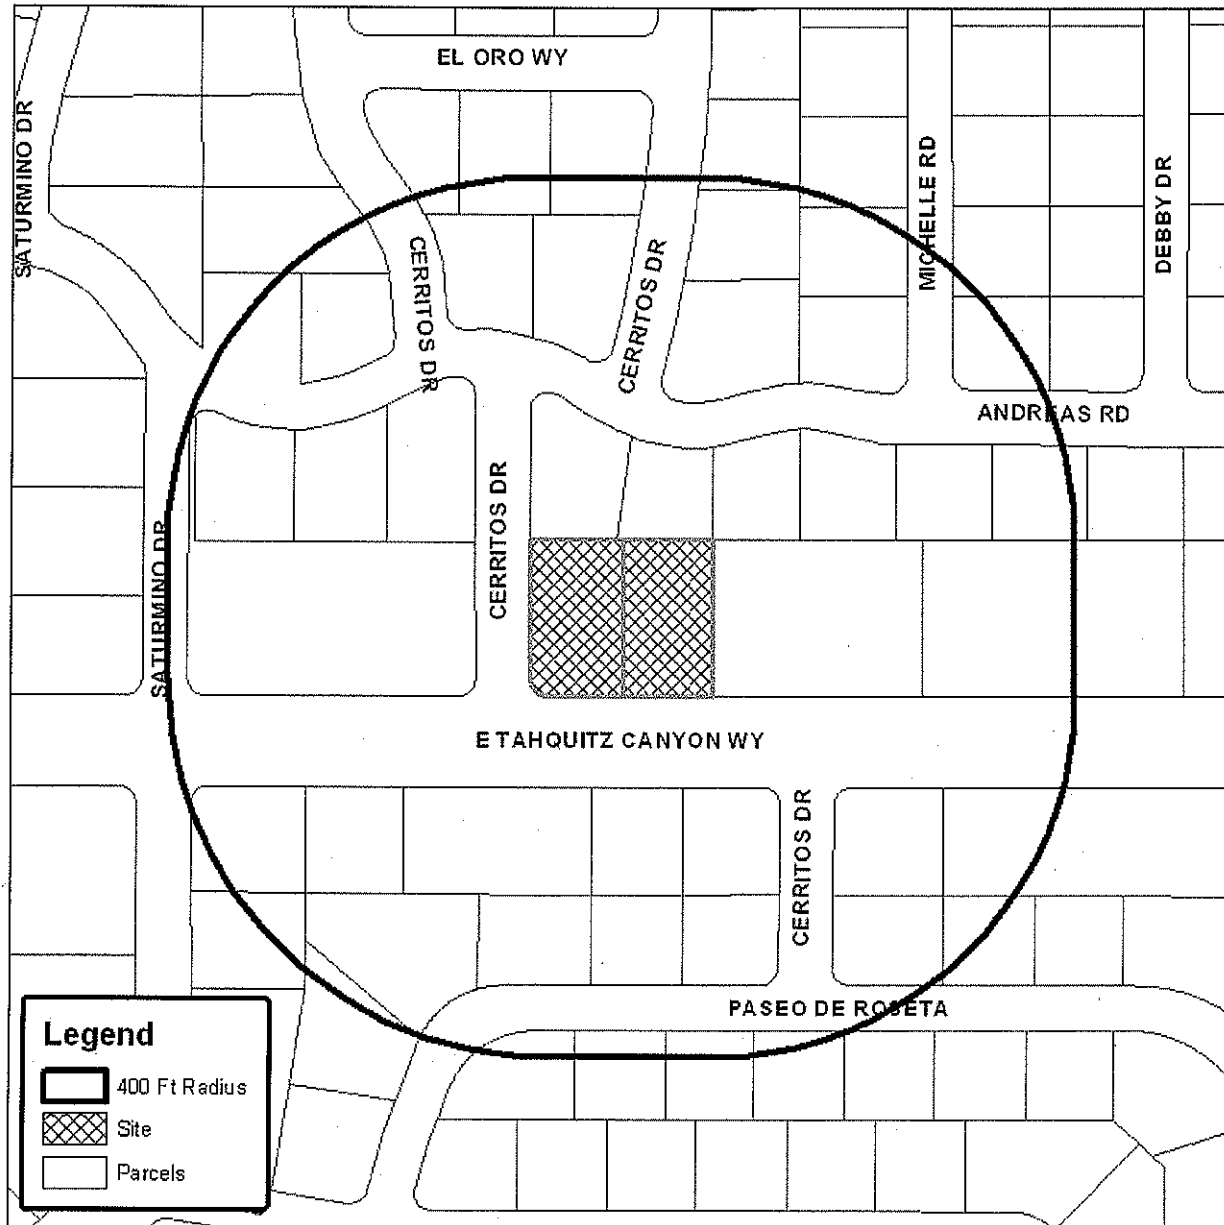 EL ORO WY
SATURMINO DR
MICHELLE RD
DEBBY DR
CERRITOS DR
CERRITOS DR
ANDREAS RD
CERRITOS DR
SATURMINO DR
E TAHQUITZ CANYON WY
CERRITOS DR
PASEO DE ROSETA
Legend
400 Ft Radius
Site
Parcels